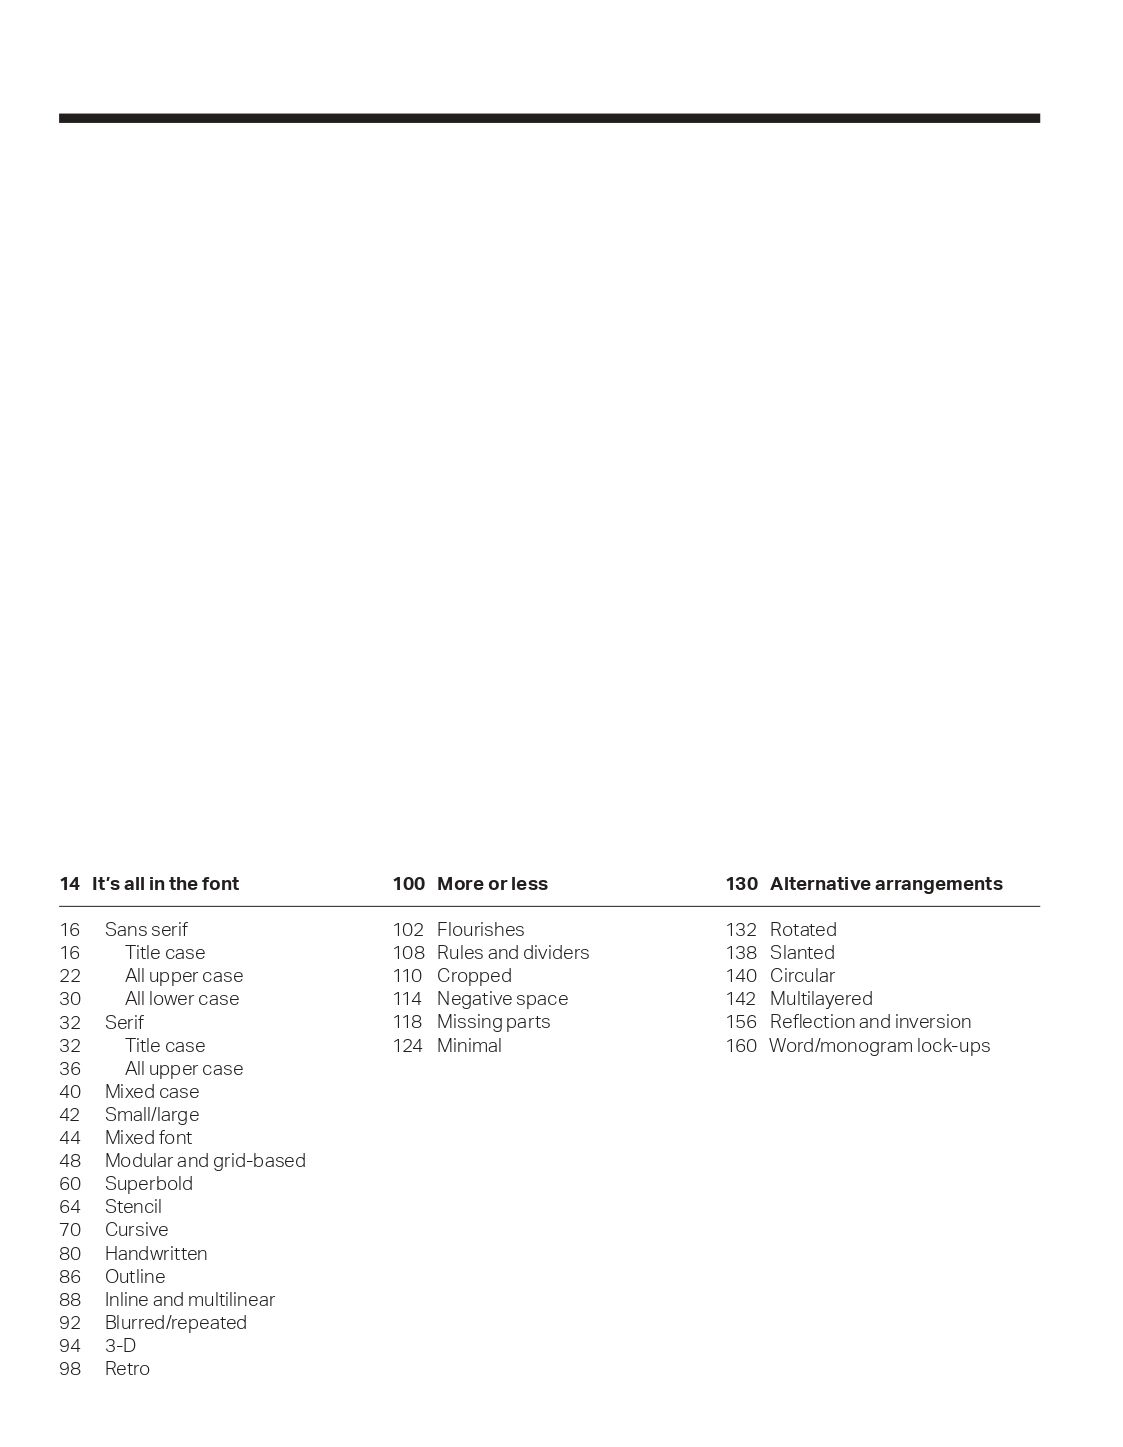 14 It's all in the font
16 Sans serif
16 Title case
22 All upper case
30 All lower case
32 Serif
32 Title case
36 All upper case
40 Mixed case
42 Small/large
44 Mixed font
48 Modular and grid-based
60 Superbold
64 Stencil
70 Cursive
80 Handwritten
86 Outline
88 Inline and multilinear
92 Blurred/repeated
94 3-D
98 Retro
100 More or less
102 Flourishes
108 Rules and dividers
110 Cropped
114 Negative space
118 Missing parts
124 Minimal
130 Alternative arrangements
132 Rotated
138 Slanted
140 Circular
142 Multilayered
156 Reflection and inversion
160 Word/monogram lock-ups